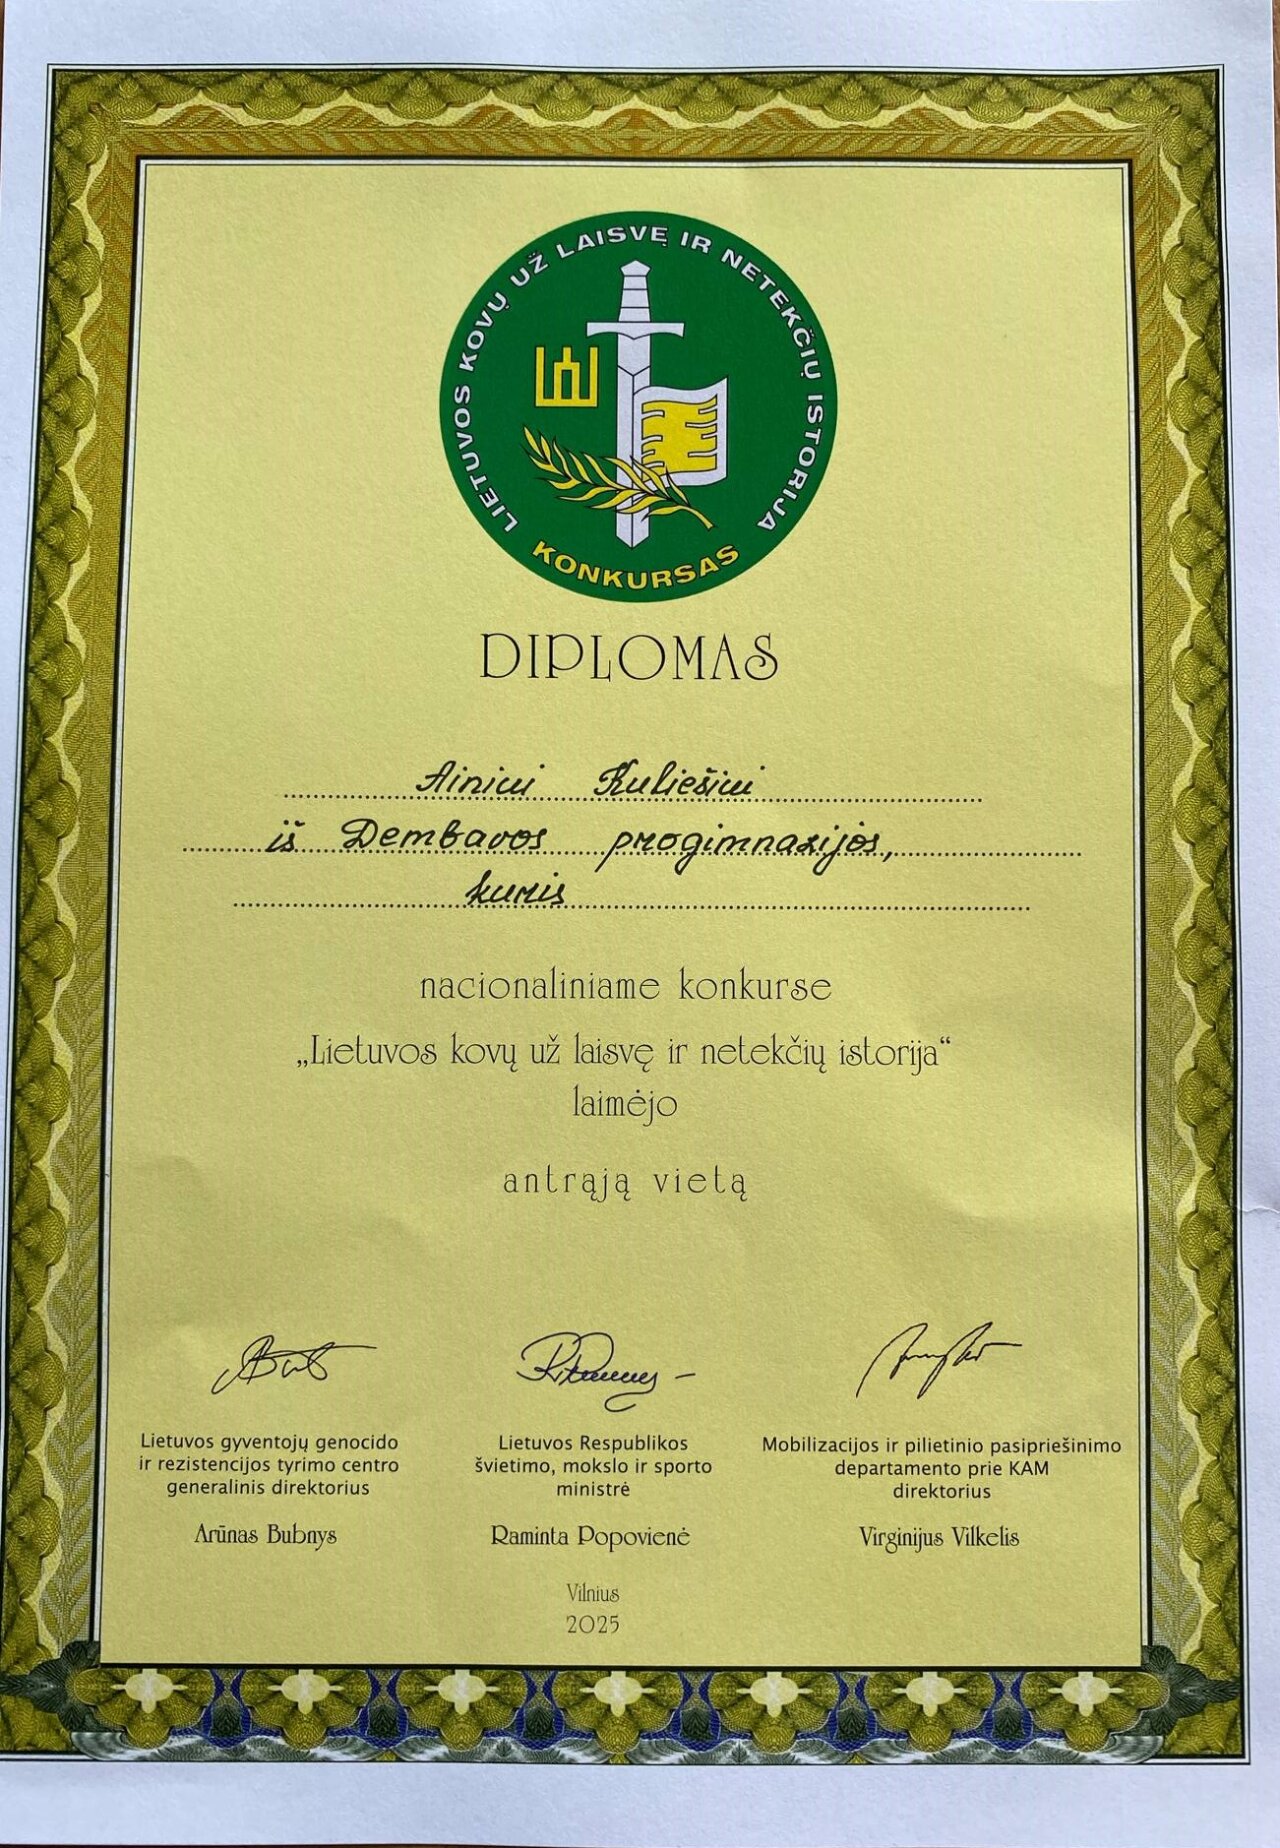 LIETUVOS KOVŲ UŽ LAISVĘ IR NETEKČIŲ ISTORIJA
KONKURSAS
DIPLOMAS
Ainiui Kuliešiui
iš Dembavos progimnazijos,
kuris
nacionaliniame konkurse
„Lietuvos kovų už laisvę ir netekčių istorija“
laimėjo
antrąją vietą
Lietuvos gyventojų genocido
ir rezistencijos tyrimo centro
generalinis direktorius
Arūnas Bubnys
Lietuvos Respublikos
švietimo, mokslo ir sporto
ministrė
Raminta Popovienė
Mobilizacijos ir pilietinio pasipriešinimo
departamento prie KAM
direktorius
Virginijus Vilkelis
Vilnius
2025